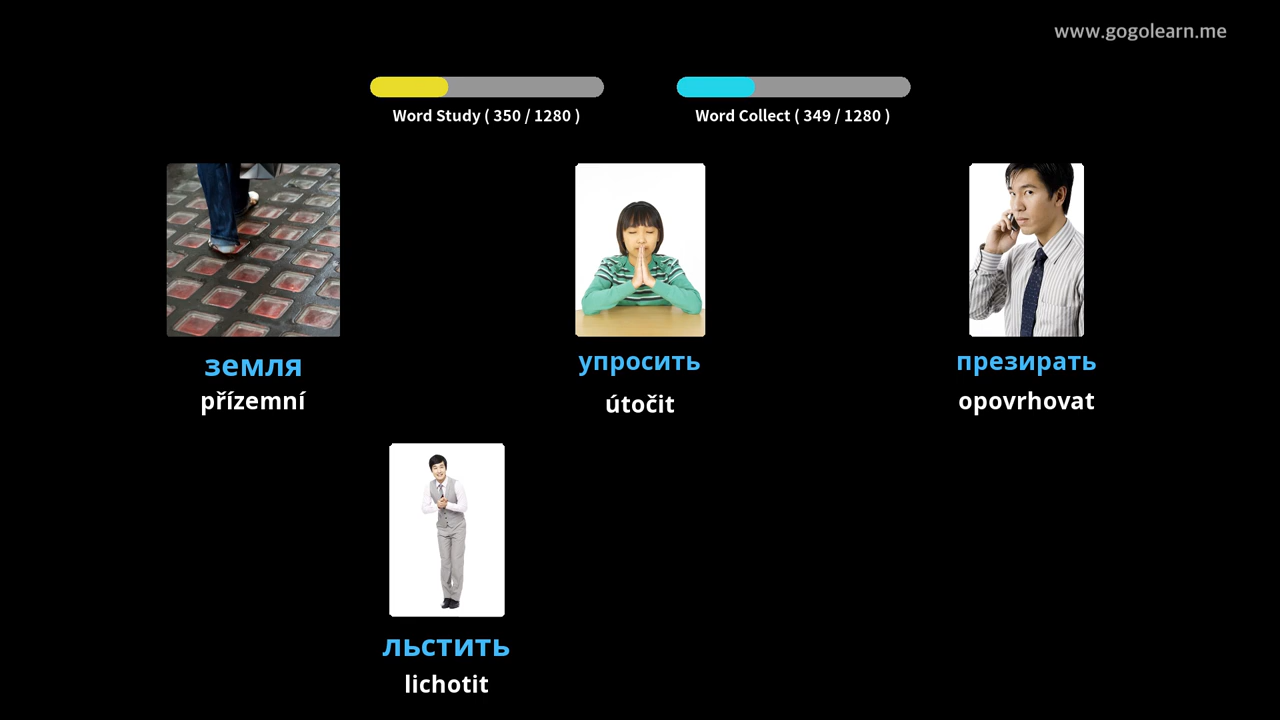 www.gogolearn.me
Word Study ( 350 / 1280 )
Word Collect ( 349 / 1280 )
земля
упросить
презирать
přízemní
útočit
opovrhovat
льстить
lichotit